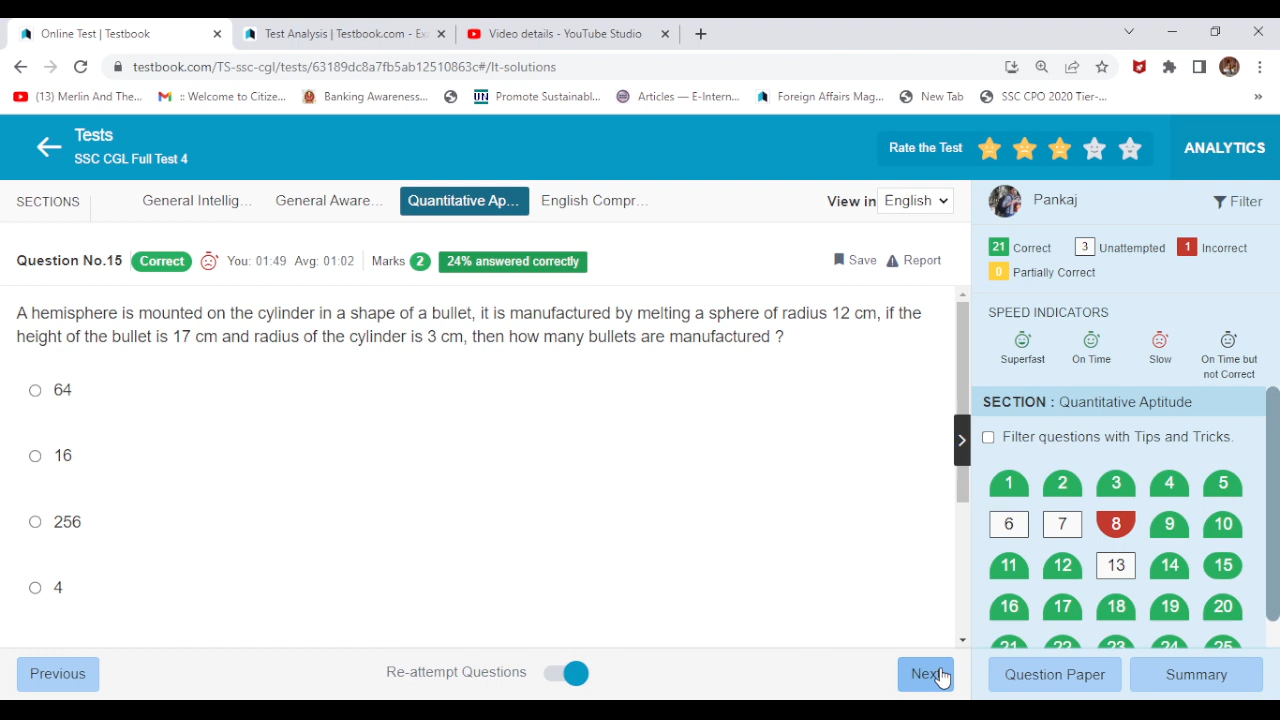 Online Test | Testbook
Test Analysis | Testbook.com - Ex
Video details - YouTube Studio
testbook.com/TS-ssc-cgl/tests/63189dc8a7fb5ab12510863c#/lt-solutions
(13) Merlin And The...
:: Welcome to Citize...
Banking Awareness...
UN Promote Sustainabl...
Articles — E-Intern...
Foreign Affairs Mag...
New Tab
SSC CPO 2020 Tier-...
»
Tests
SSC CGL Full Test 4
Rate the Test
ANALYTICS
SECTIONS
General Intellig...
General Aware...
Quantitative Ap...
English Compr...
View in English
Pankaj
Filter
Question No.15 Correct You: 01:49 Avg: 01:02 Marks 2 24% answered correctly
Save Report
21 Correct 3 Unattempted 1 Incorrect
0 Partially Correct
A hemisphere is mounted on the cylinder in a shape of a bullet, it is manufactured by melting a sphere of radius 12 cm, if the
height of the bullet is 17 cm and radius of the cylinder is 3 cm, then how many bullets are manufactured ?
64
16
256
4
SPEED INDICATORS
Superfast
On Time
Slow
On Time but
not Correct
SECTION : Quantitative Aptitude
Filter questions with Tips and Tricks.
1 2 3 4 5
6 7 8 9 10
11 12 13 14 15
16 17 18 19 20
21 22 23 24 25
Previous
Re-attempt Questions
Next
Question Paper
Summary